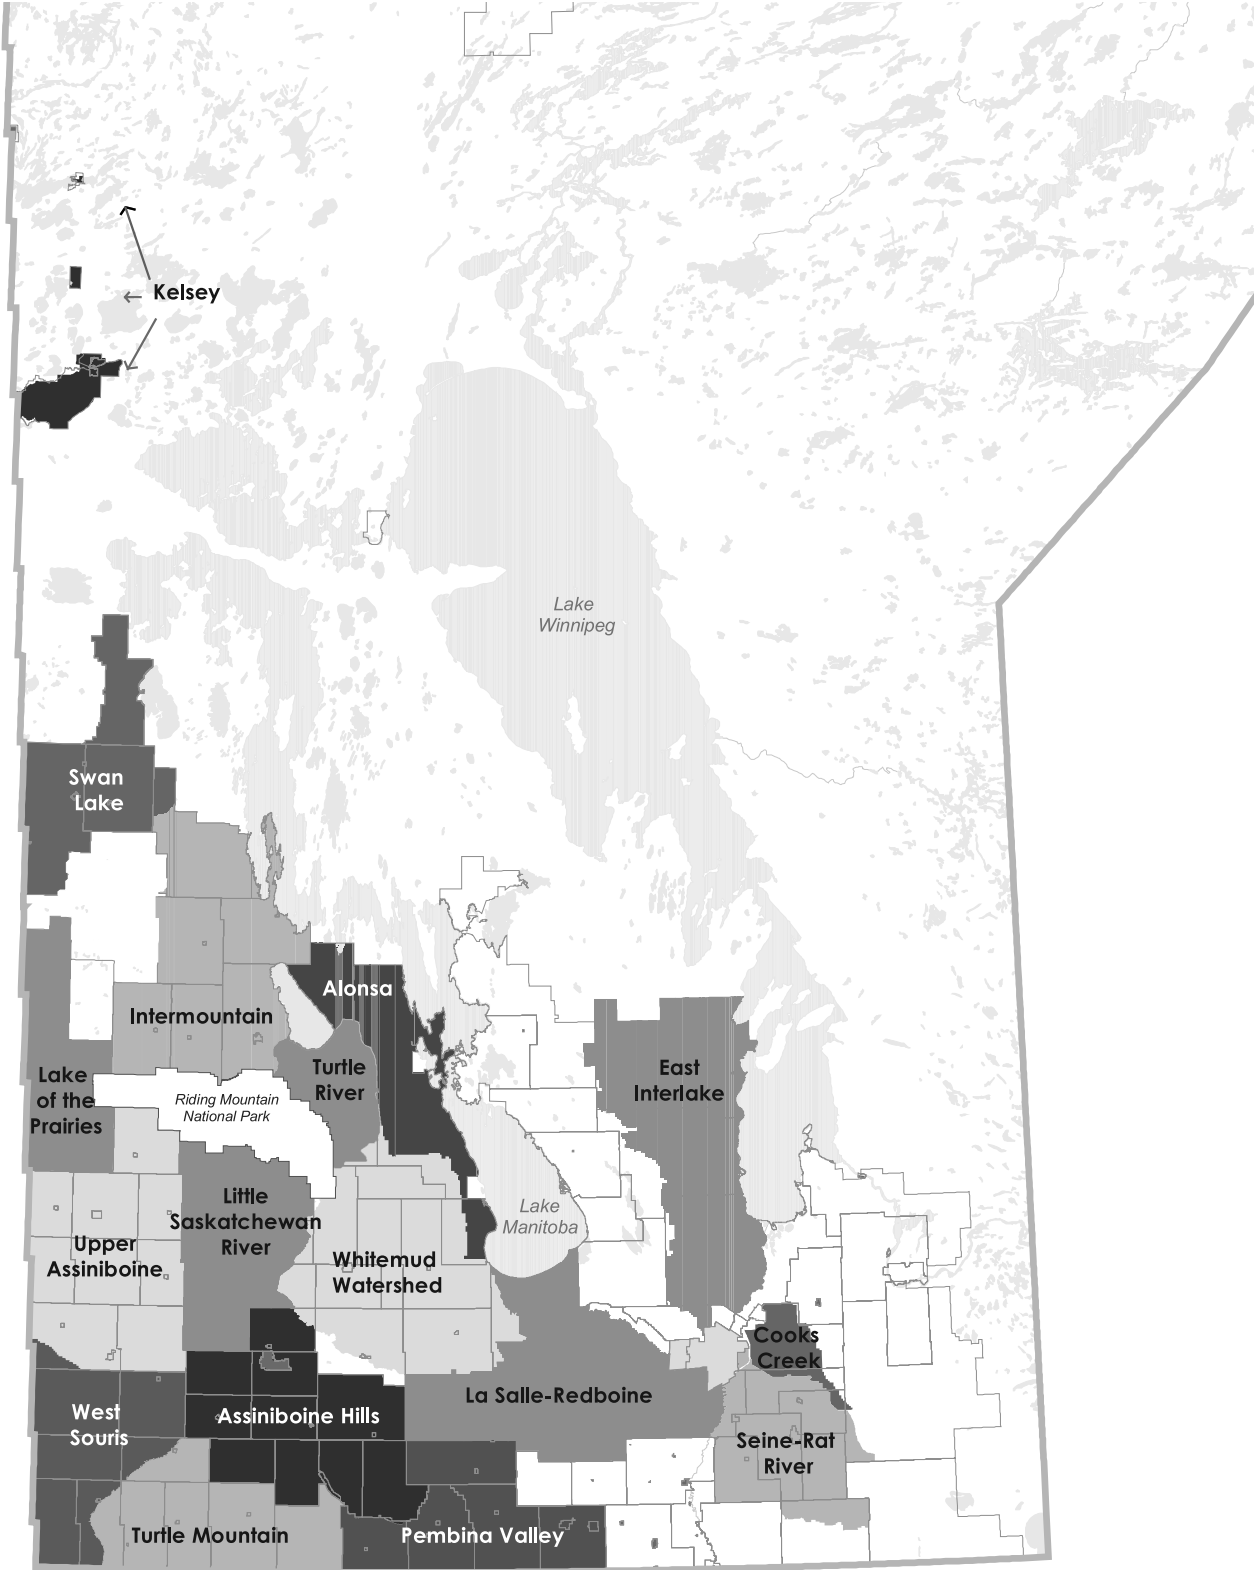 Kelsey
Lake
Winnipeg
Swan
Lake
Alonsa
Intermountain
Turtle
River
East
Interlake
Lake
of the
Prairies
Riding Mountain
National Park
Little
Saskatchewan
River
Lake
Manitoba
Upper
Assiniboine
Whitemud
Watershed
Cooks
Creek
La Salle-Redboine
West
Souris
Assiniboine Hills
Seine-Rat
River
Turtle Mountain
Pembina Valley